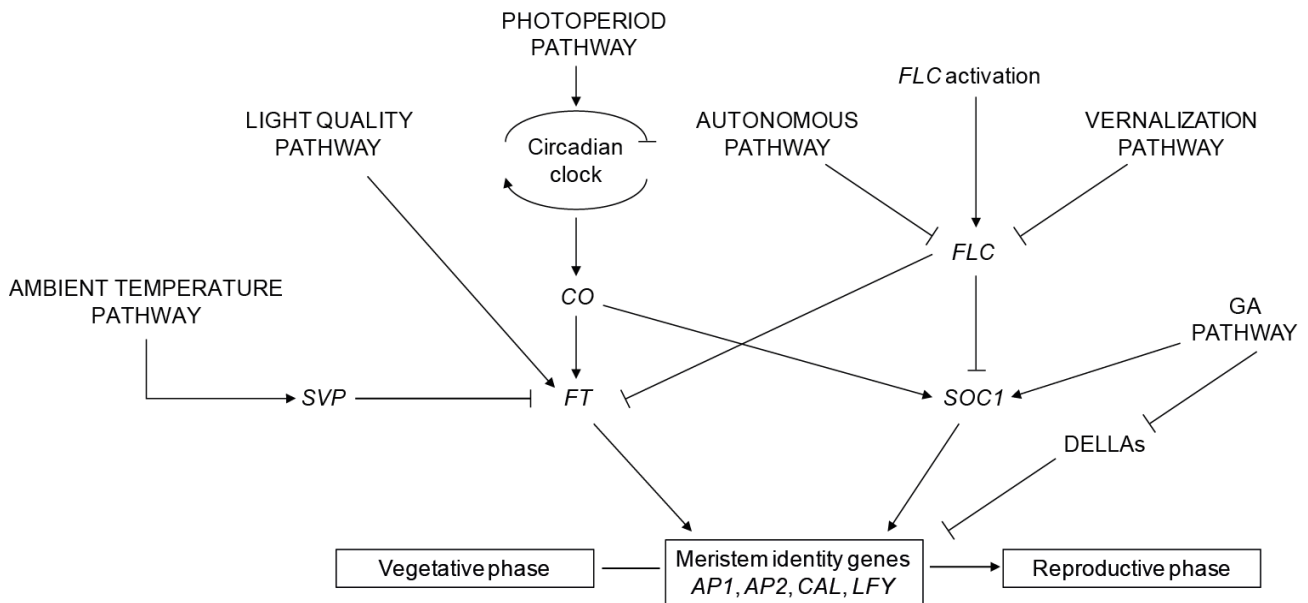 PHOTOPERIOD
PATHWAY
FLC activation
LIGHT QUALITY
PATHWAY
Circadian
clock
AUTONOMOUS
PATHWAY
VERNALIZATION
PATHWAY
FLC
AMBIENT TEMPERATURE
PATHWAY
CO
GA
PATHWAY
SVP
FT
SOC1
DELLAs
Vegetative phase
Meristem identity genes
AP1, AP2, CAL, LFY
Reproductive phase